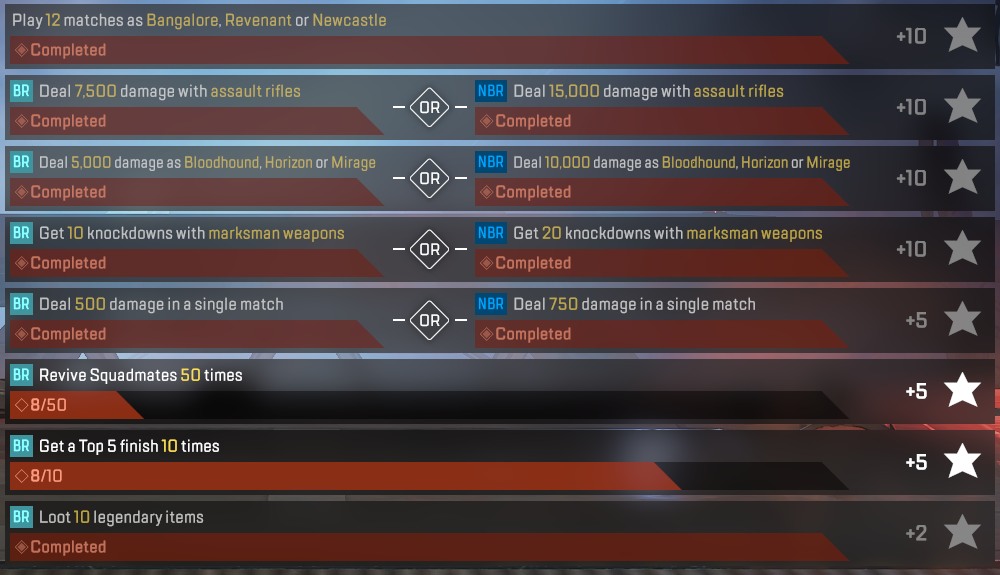 Play 12 matches as Bangalore, Revenant or Newcastle
Completed
+10
BR Deal 7,500 damage with assault rifles
Completed
OR
NBR Deal 15,000 damage with assault rifles
Completed
+10
BR Deal 5,000 damage as Bloodhound, Horizon or Mirage
Completed
OR
NBR Deal 10,000 damage as Bloodhound, Horizon or Mirage
Completed
+10
BR Get 10 knockdowns with marksman weapons
Completed
OR
NBR Get 20 knockdowns with marksman weapons
Completed
+10
BR Deal 500 damage in a single match
Completed
OR
NBR Deal 750 damage in a single match
Completed
+5
BR Revive Squadmates 50 times
8/50
+5
BR Get a Top 5 finish 10 times
8/10
+5
BR Loot 10 legendary items
Completed
+2